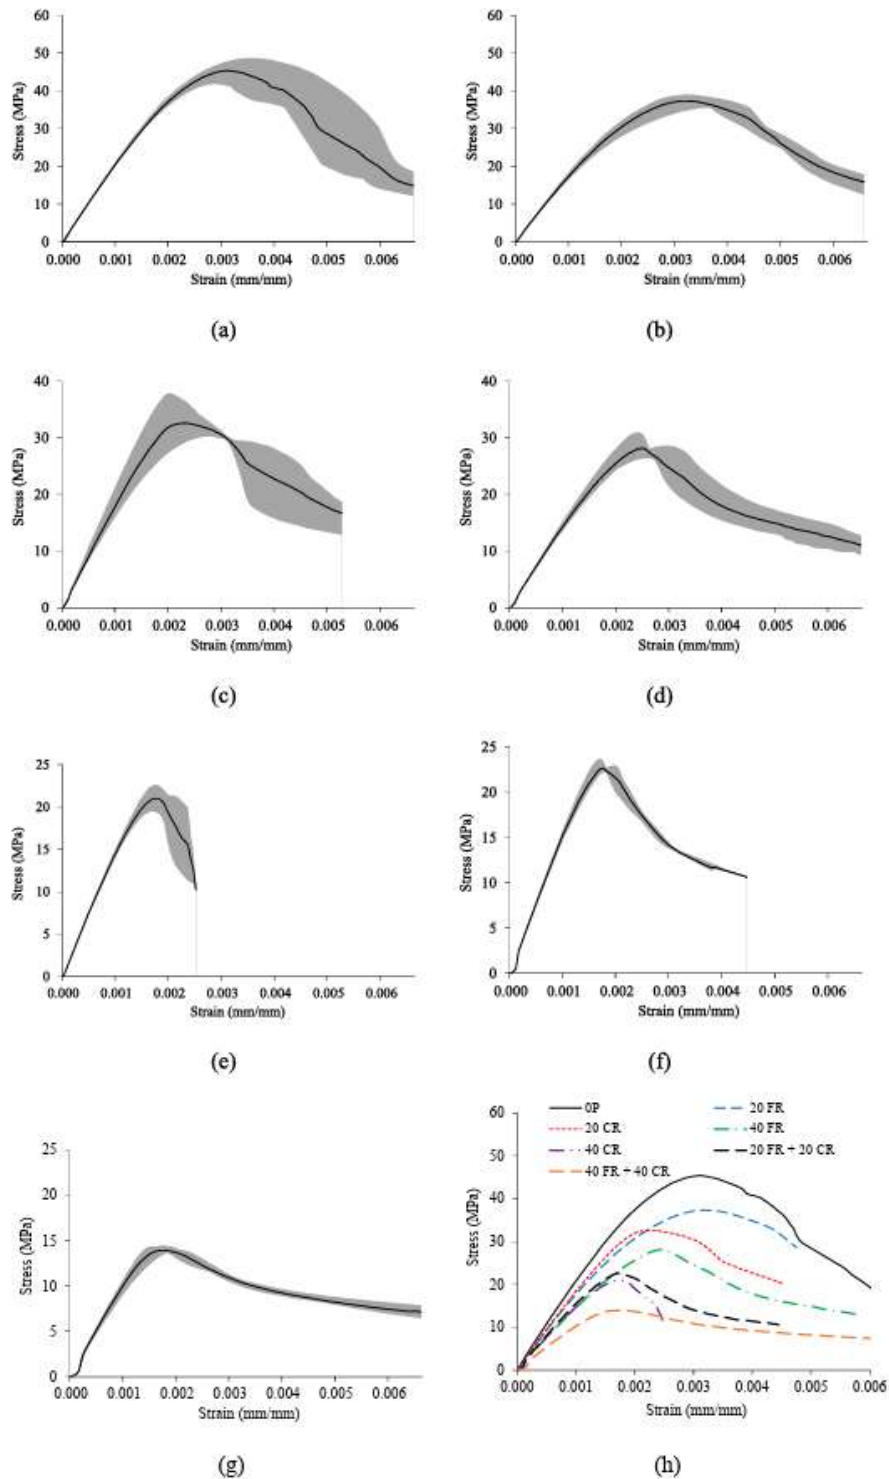 60
50
40
30
20
10
0
Stress (MPa)
0.000 0.001 0.002 0.003 0.004 0.005 0.006
Strain (mm/mm)
(a)
60
50
40
30
20
10
0
Stress (MPa)
0.000 0.001 0.002 0.003 0.004 0.005 0.006
Strain (mm/mm)
(b)
40
30
20
10
0
Stress (MPa)
0.000 0.001 0.002 0.003 0.004 0.005 0.006
Strain (mm/mm)
(c)
40
30
20
10
0
Stress (MPa)
0.000 0.001 0.002 0.003 0.004 0.005 0.006
Strain (mm/mm)
(d)
25
20
15
10
5
0
Stress (MPa)
0.000 0.001 0.002 0.003 0.004 0.005 0.006
Strain (mm/mm)
(e)
25
20
15
10
5
0
Stress (MPa)
0.000 0.001 0.002 0.003 0.004 0.005 0.006
Strain (mm/mm)
(f)
25
20
15
10
5
0
Stress (MPa)
0.000 0.001 0.002 0.003 0.004 0.005 0.006
Strain (mm/mm)
(g)
0P 20 FR
20 CR 40 FR
40 CR 20 FR + 20 CR
40 FR + 40 CR
60
50
40
30
20
10
0
Stress (MPa)
0.000 0.001 0.002 0.003 0.004 0.005 0.006
Strain (mm/mm)
(h)